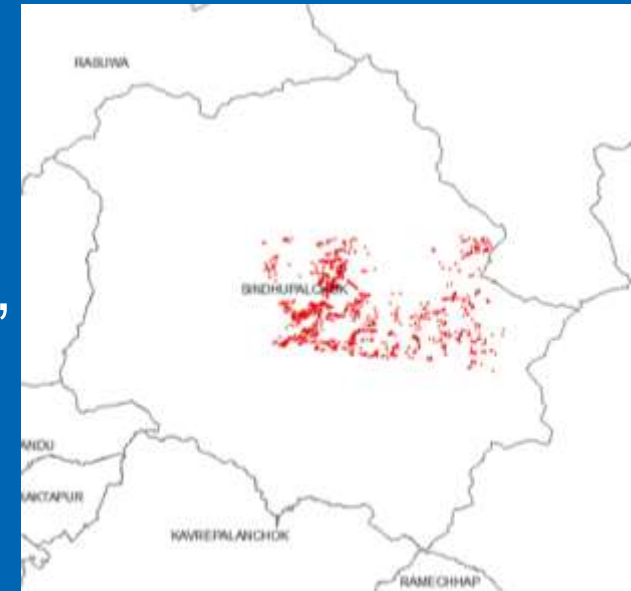 RASUWA
SINDHUPALCHOK
,
ANDU
AKTAPUR
KAVREPALANCHOK
RAMECHHAP